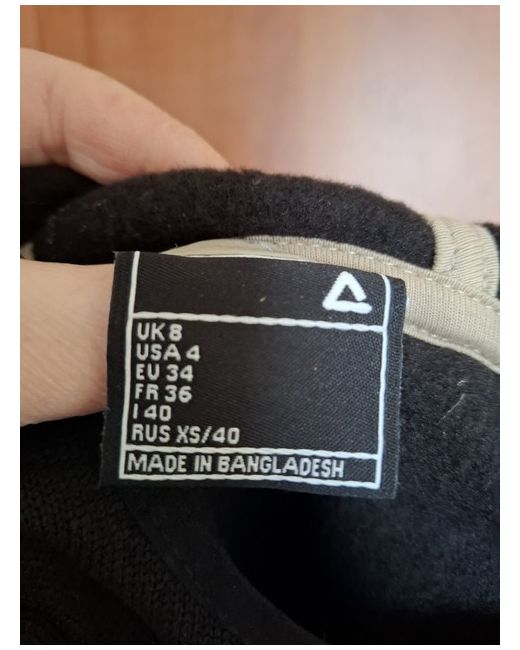 UK 8
USA 4
EU 34
FR 36
I 40
RUS XS/40
MADE IN BANGLADESH